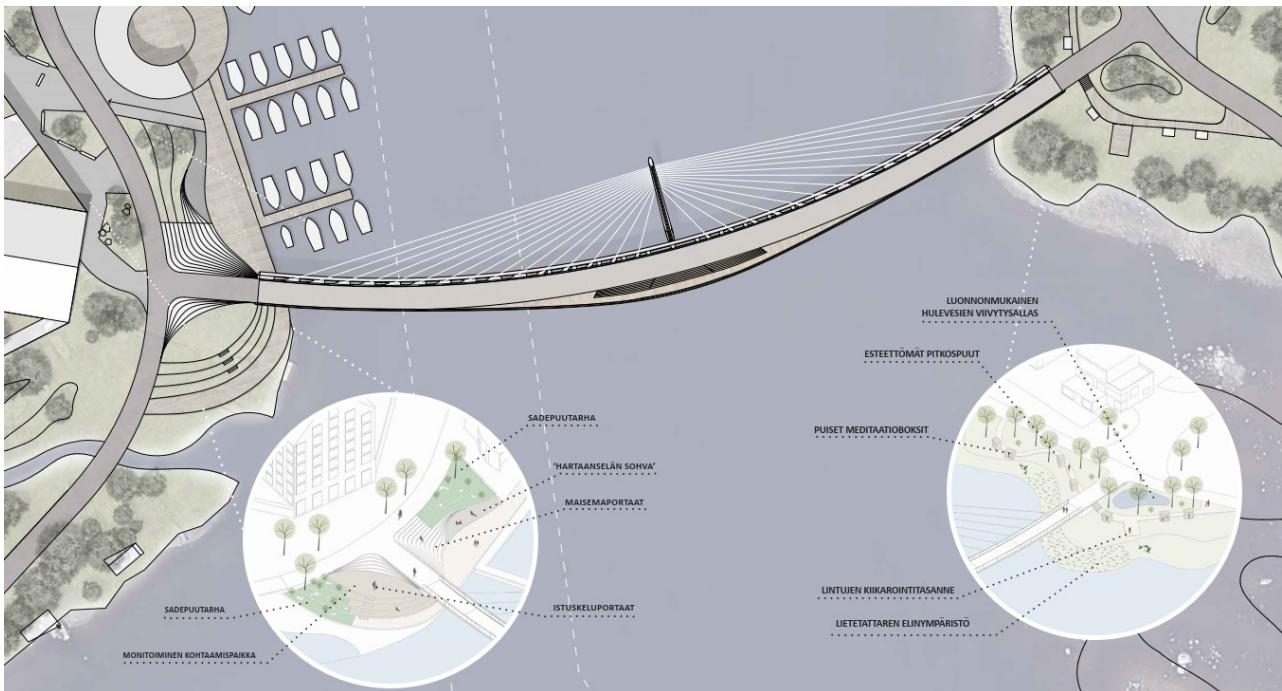 SADEPUUTARHA
'HARTAANSELÄN SOHVA'
MAISEMAPORTAAT
ISTUSKELUPORTAAT
SADEPUUTARHA
MONITOIMINEN KOHTAAMISPAIKKA
LUONNONMUKAINEN
HULEVESIEN VIIVYTYSALLAS
ESTEETTÖMÄT PITKOSPUUT
PUISET MEDITAATIOBOKSIT
LINTUJEN KIIKAROINTITASANNE
LIETETATTAREN ELINYMPÄRISTÖ